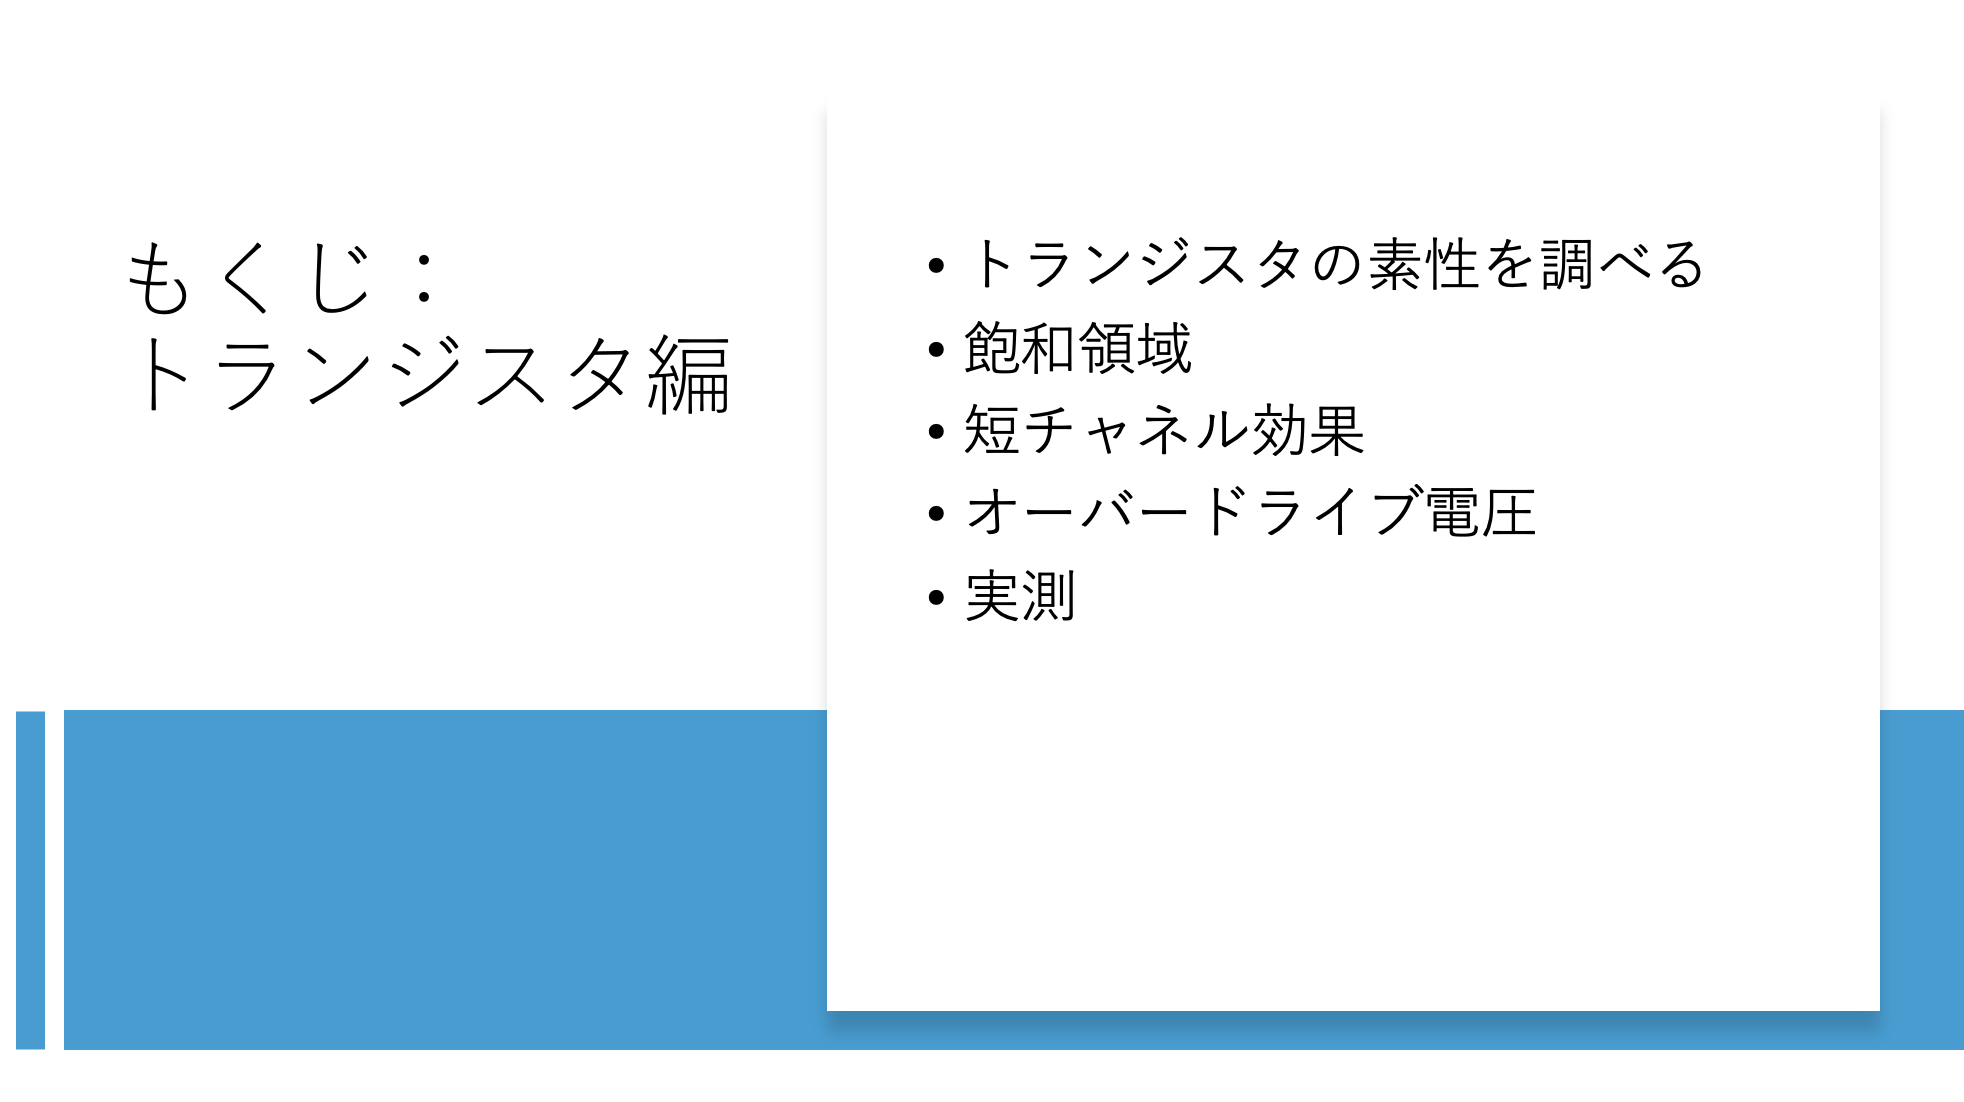 もくじ：
トランジスタ編
• トランジスタの素性を調べる
• 飽和領域
• 短チャネル効果
• オーバードライブ電圧
• 実測